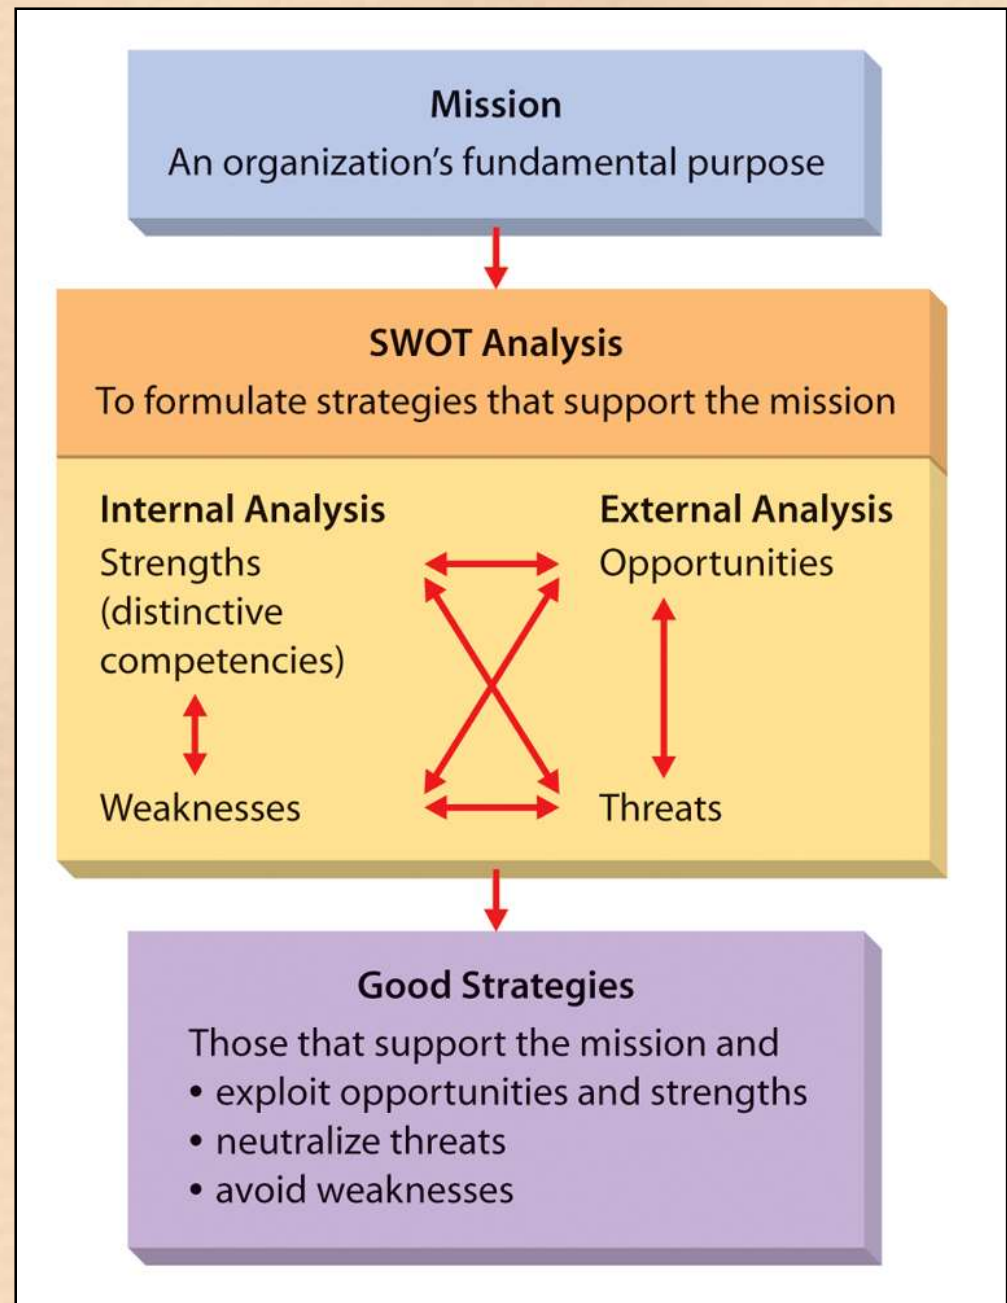 Mission
An organization’s fundamental purpose
SWOT Analysis
To formulate strategies that support the mission
Internal Analysis
Strengths
(distinctive
competencies)
Weaknesses
External Analysis
Opportunities
Threats
Good Strategies
Those that support the mission and
• exploit opportunities and strengths
• neutralize threats
• avoid weaknesses